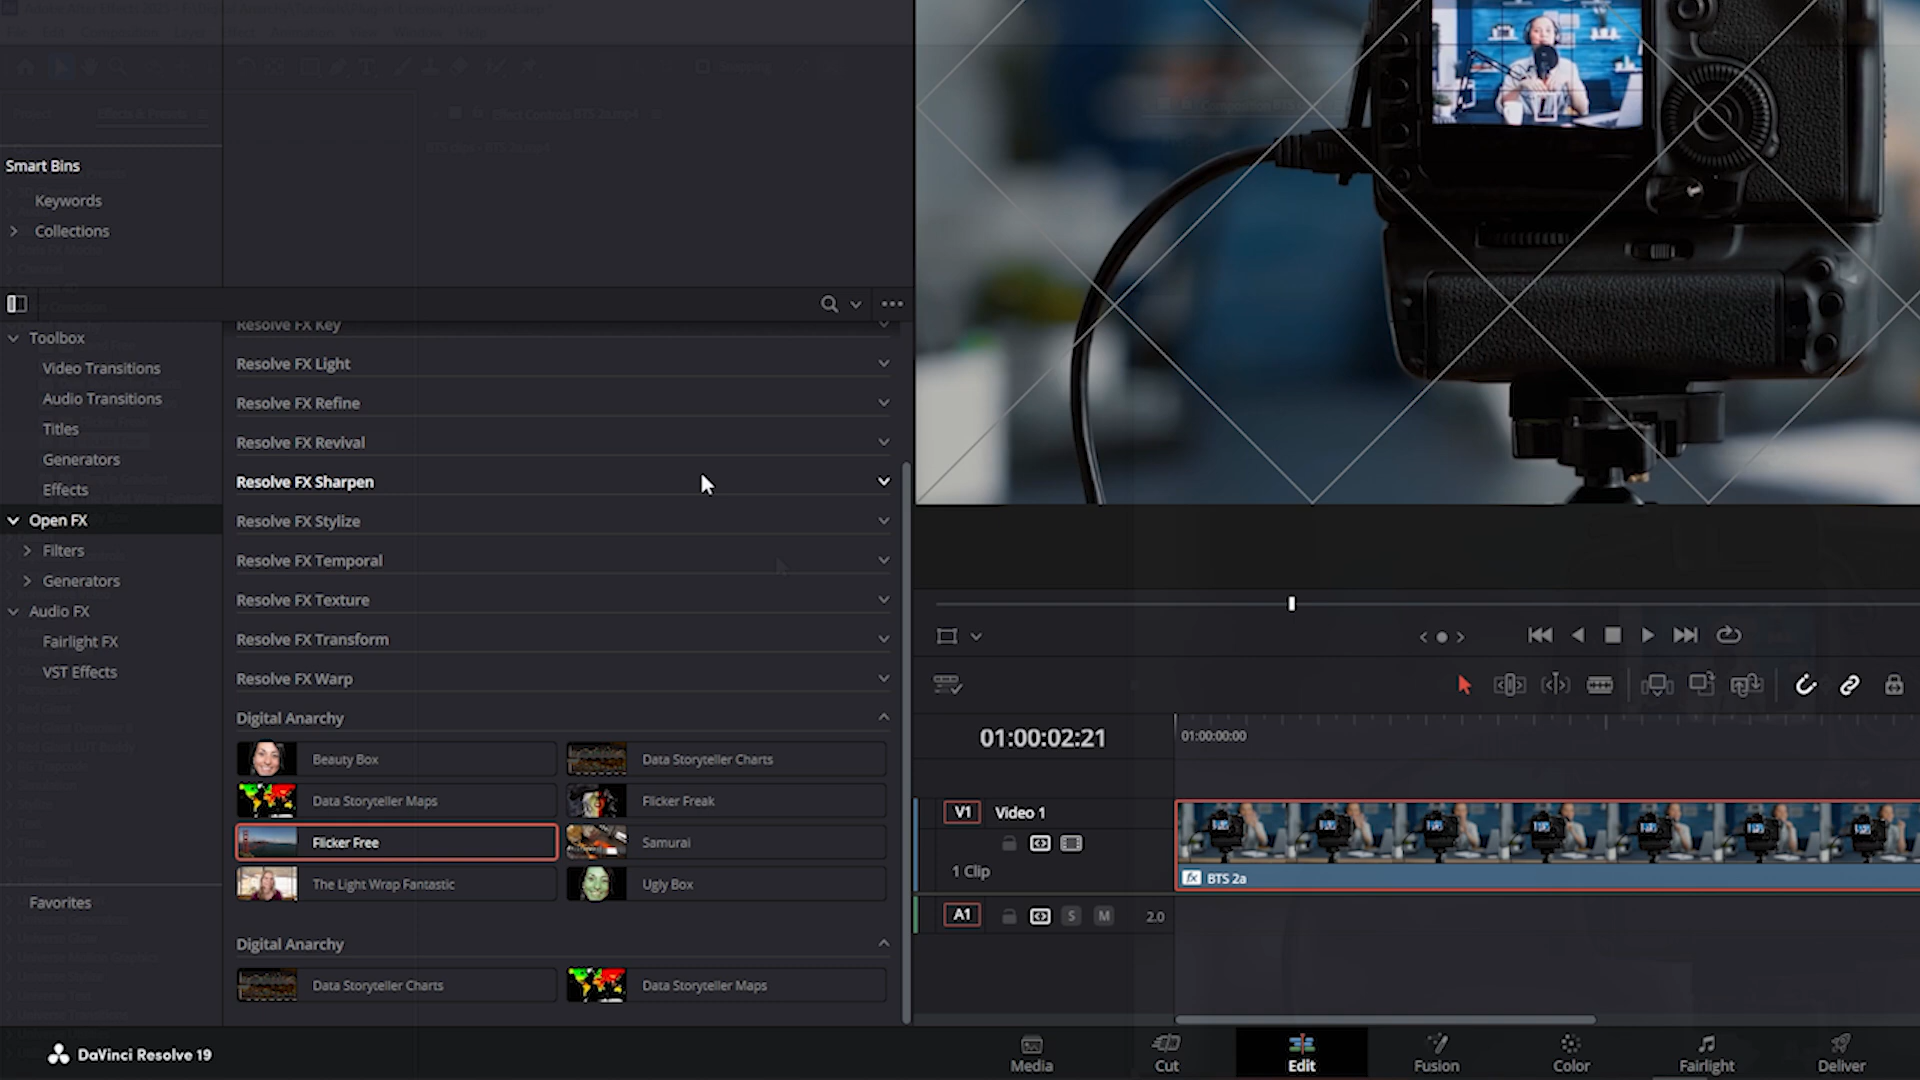 Smart Bins
Keywords
Collections
Toolbox
Video Transitions
Audio Transitions
Titles
Generators
Effects
Open FX
Filters
Generators
Audio FX
Fairlight FX
VST Effects
Favorites
Resolve FX Key
Resolve FX Light
Resolve FX Refine
Resolve FX Revival
Resolve FX Sharpen
Resolve FX Stylize
Resolve FX Temporal
Resolve FX Texture
Resolve FX Transform
Resolve FX Warp
Digital Anarchy
Beauty Box
Data Storyteller Charts
Data Storyteller Maps
Flicker Freak
Flicker Free
Samurai
The Light Wrap Fantastic
Ugly Box
Digital Anarchy
Data Storyteller Charts
Data Storyteller Maps
01:00:02:21
01:00:00:00
V1 Video 1
1 Clip
fx BTS 2a
A1 S M 2.0
DaVinci Resolve 19
Media
Cut
Edit
Fusion
Color
Fairlight
Deliver